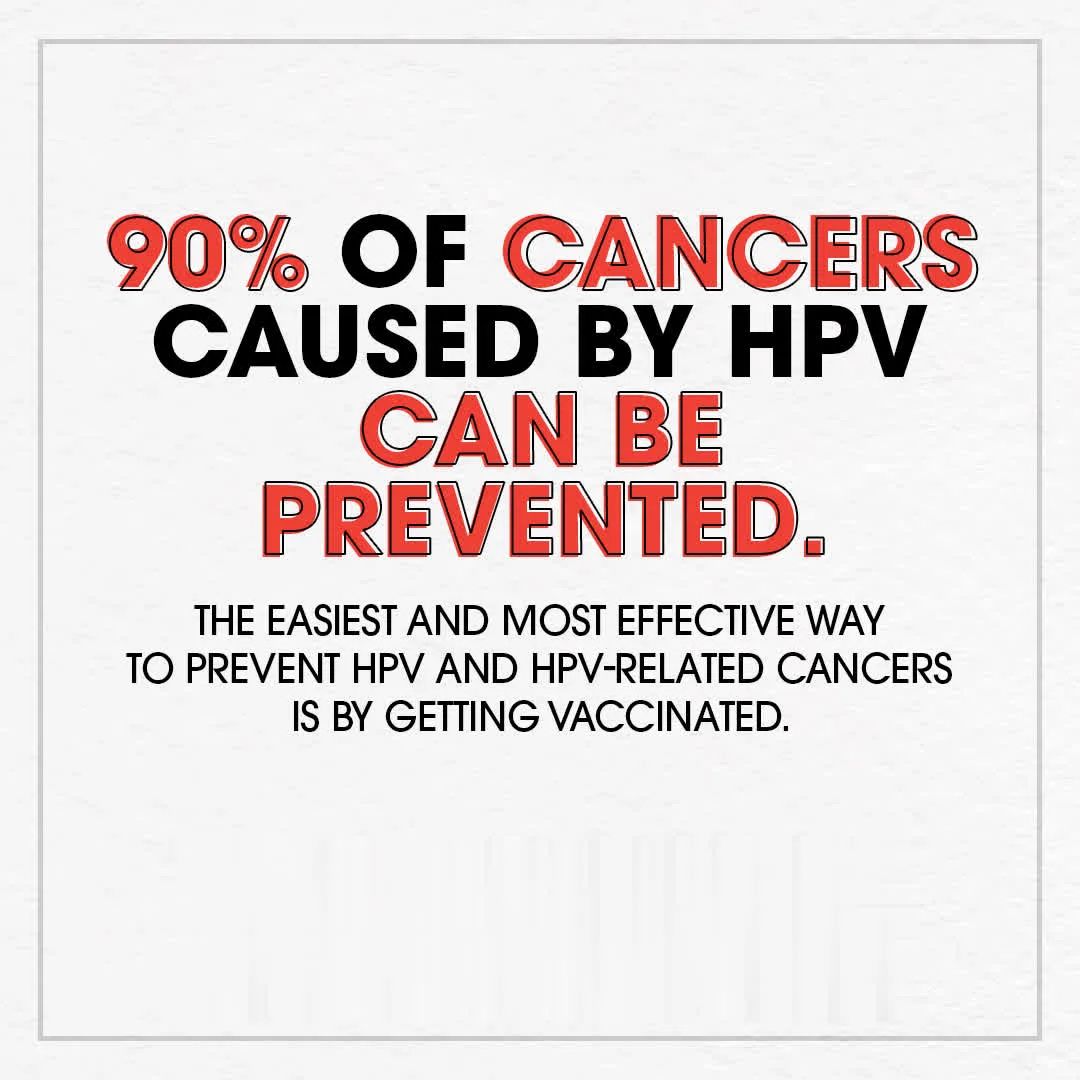 90% OF CANCERS
CAUSED BY HPV
CAN BE
PREVENTED.
THE EASIEST AND MOST EFFECTIVE WAY
TO PREVENT HPV AND HPV-RELATED CANCERS
IS BY GETTING VACCINATED.